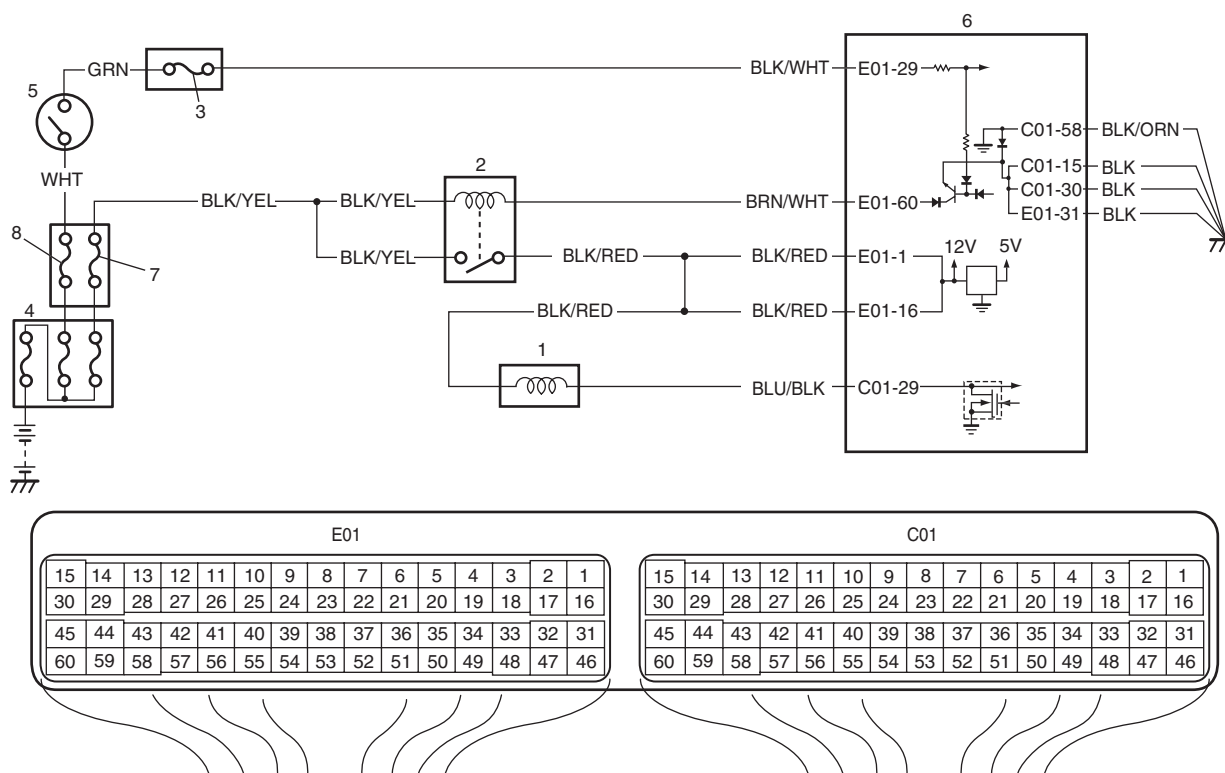 6
GRN
BLK/WHT
E01-29
5
3
C01-58
BLK/ORN
WHT
2
C01-15
BLK
BLK/YEL
BLK/YEL
BRN/WHT
E01-60
C01-30
BLK
E01-31
BLK
8
7
BLK/YEL
BLK/RED
BLK/RED
E01-1
12V
5V
4
BLK/RED
BLK/RED
E01-16
1
BLU/BLK
C01-29
E01
C01
15 14 13 12 11 10 9 8 7 6 5 4 3 2 1
15 14 13 12 11 10 9 8 7 6 5 4 3 2 1
30 29 28 27 26 25 24 23 22 21 20 19 18 17 16
30 29 28 27 26 25 24 23 22 21 20 19 18 17 16
45 44 43 42 41 40 39 38 37 36 35 34 33 32 31
45 44 43 42 41 40 39 38 37 36 35 34 33 32 31
60 59 58 57 56 55 54 53 52 51 50 49 48 47 46
60 59 58 57 56 55 54 53 52 51 50 49 48 47 46